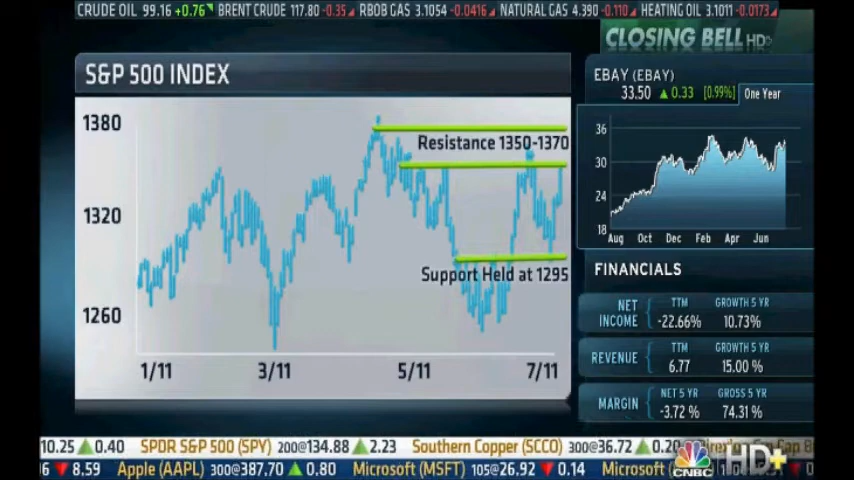 CRUDE OIL 99.16 +0.76 BRENT CRUDE 117.80 -0.35 RBOB GAS 3.1054 -0.0416 NATURAL GAS 4.390 -0.110 HEATING OIL 3.1011 -0.0173
CLOSING BELL HD+
S&P 500 INDEX
1380
1320
1260
Resistance 1350-1370
Support Held at 1295
1/11 3/11 5/11 7/11
EBAY (EBAY)
33.50 ▲ 0.33 [0.99%] One Year
36
30
24
18
Aug Oct Dec Feb Apr Jun
FINANCIALS
NET INCOME
TTM GROWTH 5 YR
-22.66% 10.73%
REVENUE
TTM GROWTH 5 YR
6.77 15.00 %
MARGIN
NET 5 YR GROSS 5 YR
-3.72 % 74.31 %
10.25 ▲ 0.40 SPDR S&P 500 (SPY) 200@134.88 ▲ 2.23 Southern Copper (SCCO) 300@36.72 ▲ 0.20
6 ▼ 8.59 Apple (AAPL) 300@387.70 ▲ 0.80 Microsoft (MSFT) 105@26.92 ▼ 0.14 Microsoft
CNBC HD+